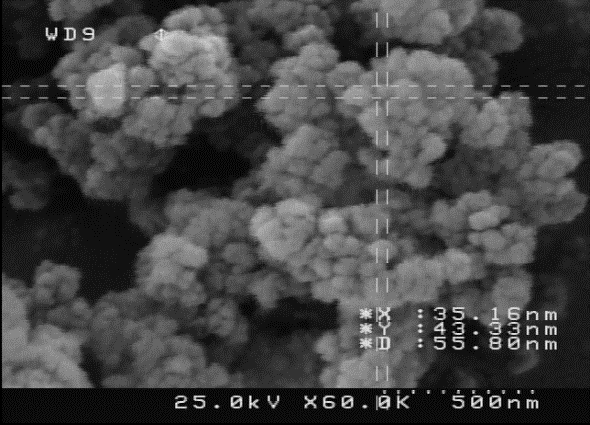 WD9
*X :35.16nm
*Y :43.33nm
*D :55.80nm
25.0kV X60.0K 500nm